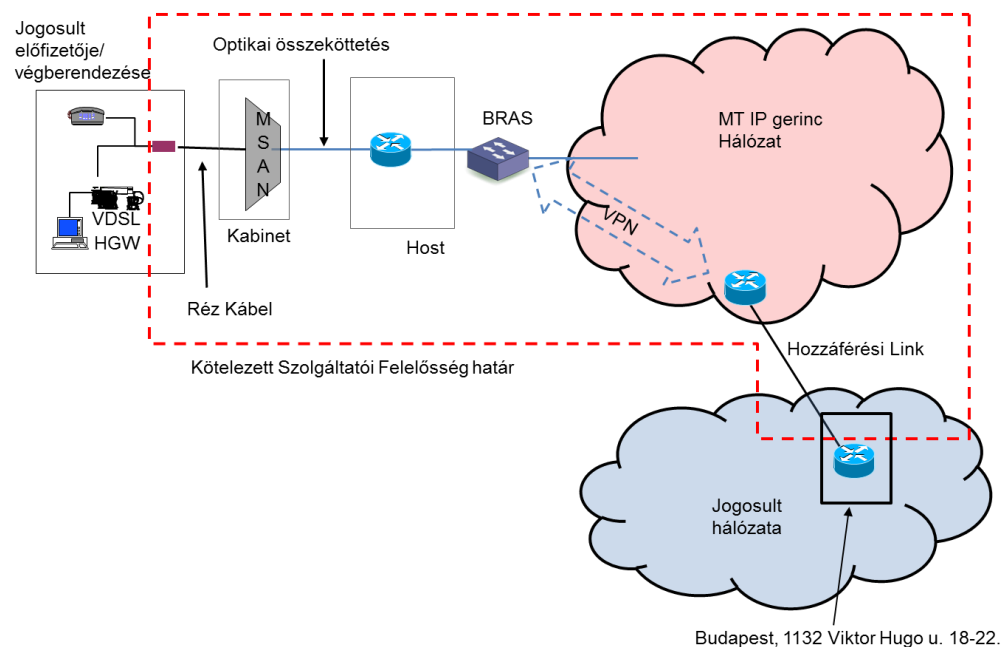 Jogosult
előfizetője/
végberendezése
Optikai összeköttetés
MSAN
BRAS
MT IP gerinc
Hálózat
VPN
VDSL
HGW
Kabinet
Host
Réz Kábel
Hozzáférési Link
Kötelezett Szolgáltatói Felelősség határ
Jogosult
hálózata
Budapest, 1132 Viktor Hugo u. 18-22.